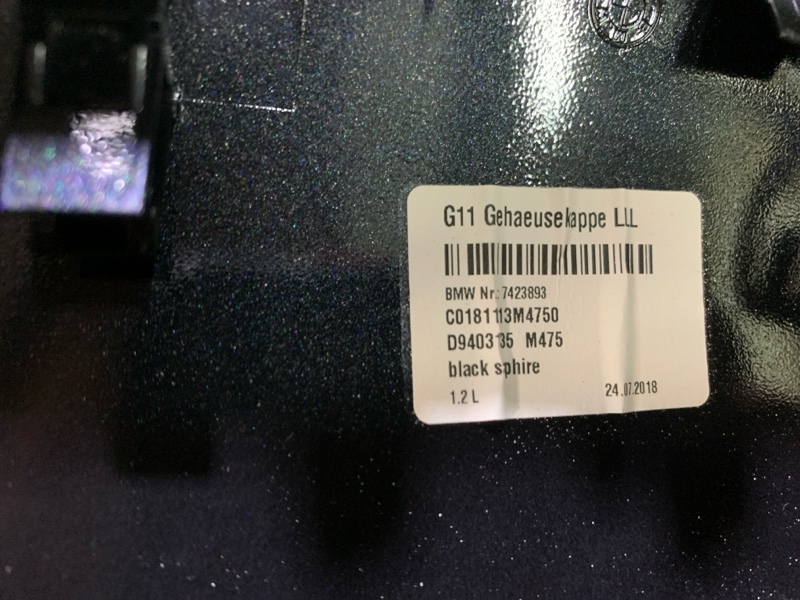 G11 Gehaeusekappe LLL
BMW Nr.: 7423893
C0181113M4750
D9403135 M475
black sphire
1.2 L 24.07.2018